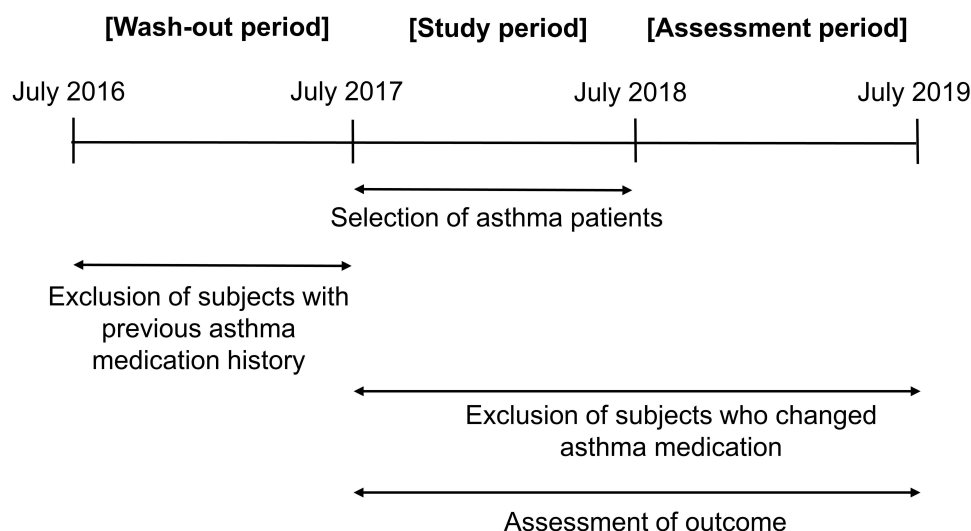 [Wash-out period] [Study period] [Assessment period]
July 2016 July 2017 July 2018 July 2019
Selection of asthma patients
Exclusion of subjects with
previous asthma
medication history
Exclusion of subjects who changed
asthma medication
Assessment of outcome